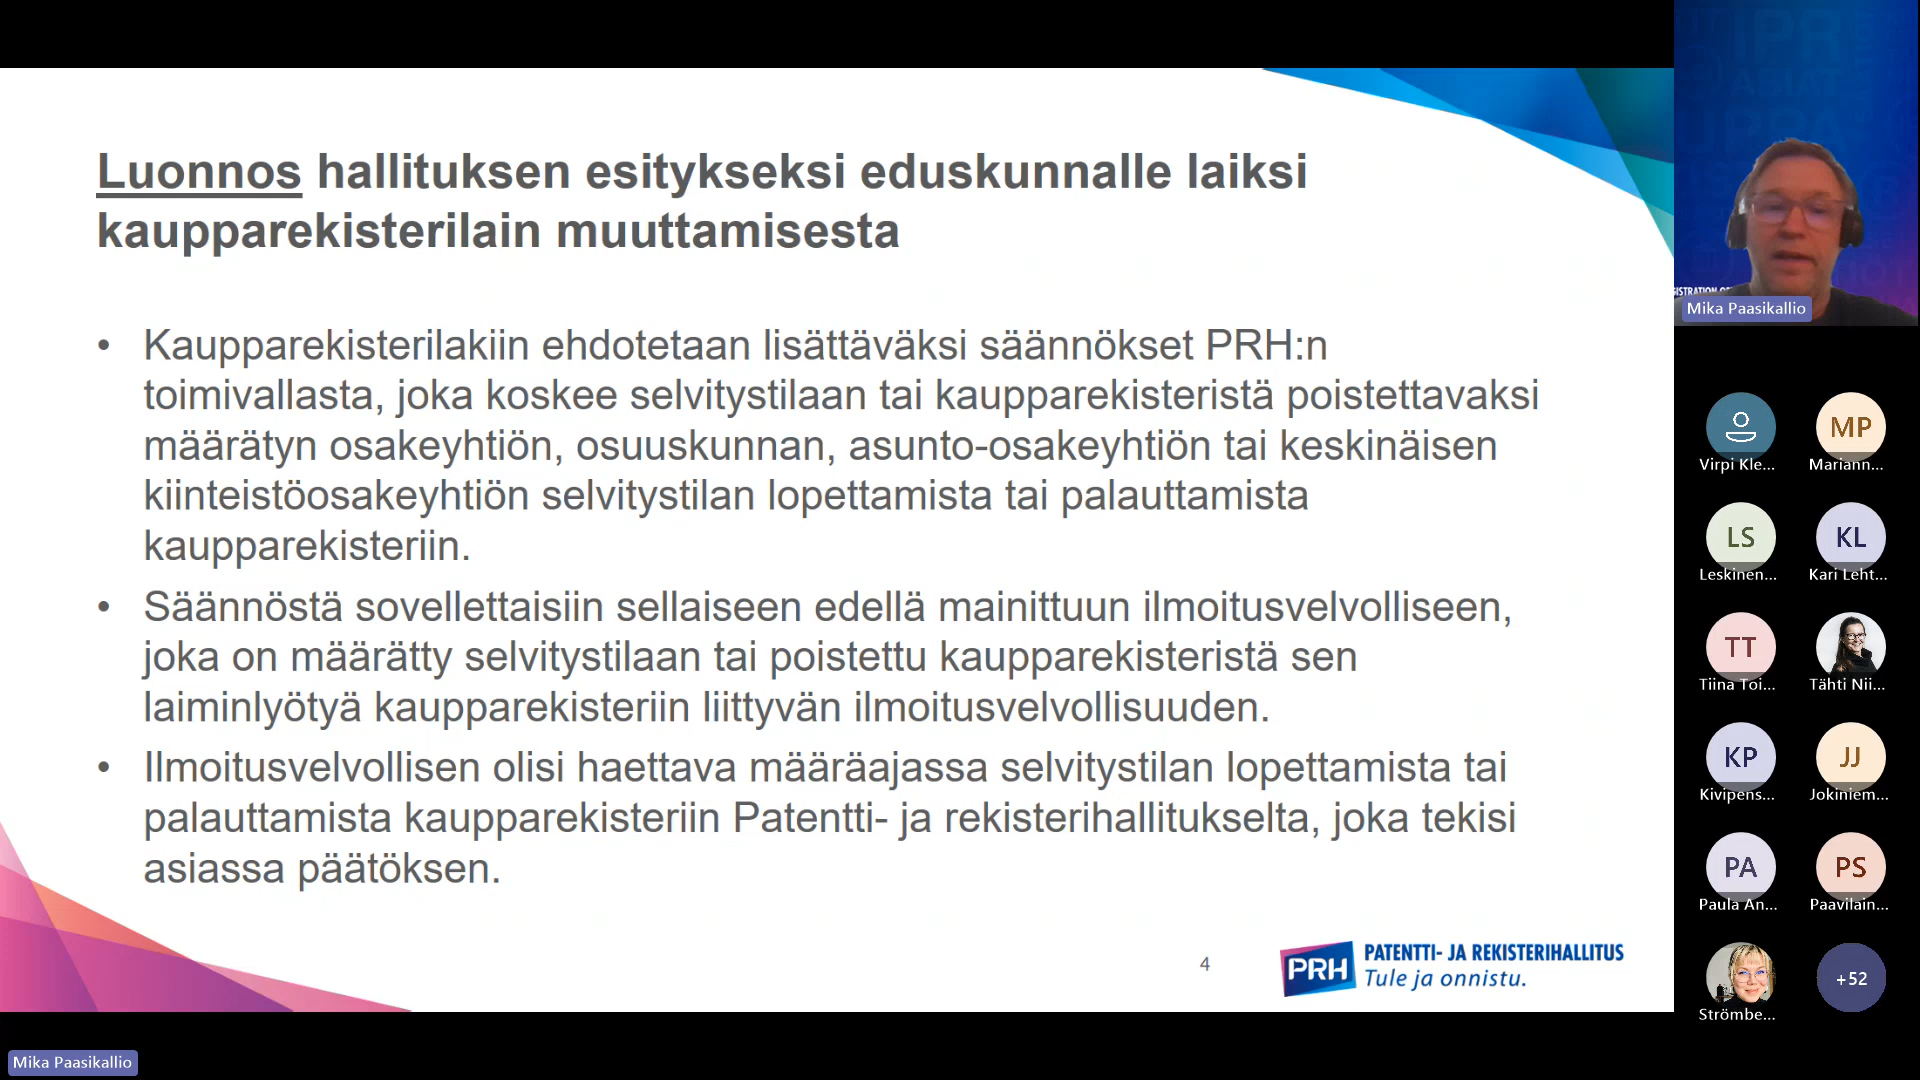 Luonnos hallituksen esitykseksi eduskunnalle laiksi
kaupparekisterilain muuttamisesta
• Kaupparekisterilakiin ehdotetaan lisättäväksi säännökset PRH:n
toimivallasta, joka koskee selvitystilaan tai kaupparekisteristä poistettavaksi
määrätyn osakeyhtiön, osuuskunnan, asunto-osakeyhtiön tai keskinäisen
kiinteistöosakeyhtiön selvitystilan lopettamista tai palauttamista
kaupparekisteriin.
• Säännöstä sovellettaisiin sellaiseen edellä mainittuun ilmoitusvelvolliseen,
joka on määrätty selvitystilaan tai poistettu kaupparekisteristä sen
laiminlyötyä kaupparekisteriin liittyvän ilmoitusvelvollisuuden.
• Ilmoitusvelvollisen olisi haettava määräajassa selvitystilan lopettamista tai
palauttamista kaupparekisteriin Patentti- ja rekisterihallitukselta, joka tekisi
asiassa päätöksen.
4
PRH
PATENTTI- JA REKISTERIHALLITUS
Tule ja onnistu.
Mika Paasikallio
Mika Paasikallio
Virpi Kle...
MP
Mariann...
LS
Leskinen...
KL
Kari Leht...
TT
Tiina Toi...
Tähti Nii...
KP
Kivipens...
JJ
Jokiniem...
PA
Paula An...
PS
Paavilain...
Strömbe...
+52